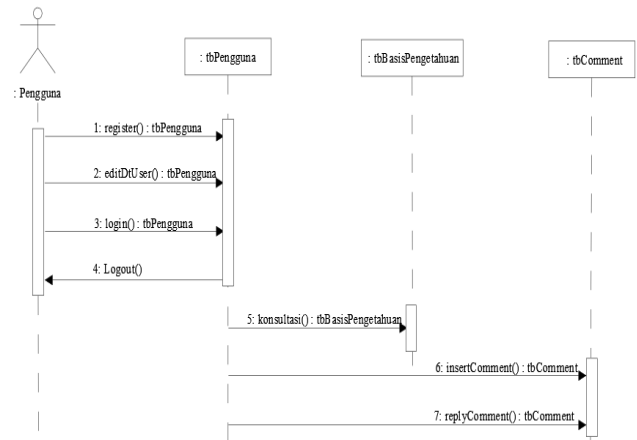 : tbPengguna
: tbBasisPengetahuan
: tbComment
: Pengguna
1: register() : tbPengguna
2: editDtUser() : tbPengguna
3: login() : tbPengguna
4: Logout()
5: konsultasi() : tbBasisPengetahuan
6: insertComment() : tbComment
7: replyComment() : tbComment